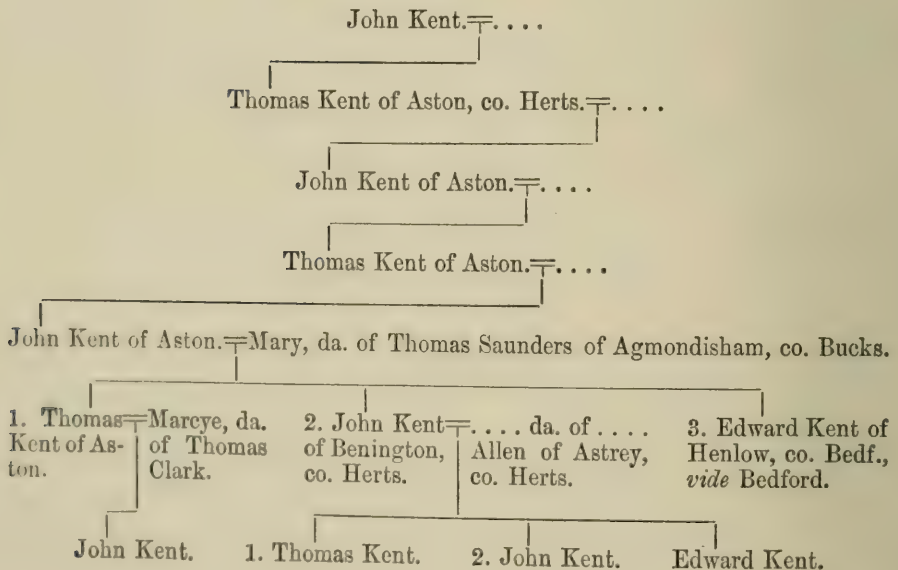 John Kent.=. . . .
Thomas Kent of Aston, co. Herts.=. . . .
John Kent of Aston.=. . . .
Thomas Kent of Aston.=. . . .
John Kent of Aston.=Mary, da. of Thomas Saunders of Agmondisham, co. Bucks.
1. Thomas=Marcye, da.
Kent of As-
ton.
of Thomas
Clark.
2. John Kent=. . . . da. of . . . .
of Benington,
co. Herts.
Allen of Astrey,
co. Herts.
3. Edward Kent of
Henlow, co. Bedf.,
vide Bedford.
John Kent.
1. Thomas Kent.
2. John Kent.
Edward Kent.